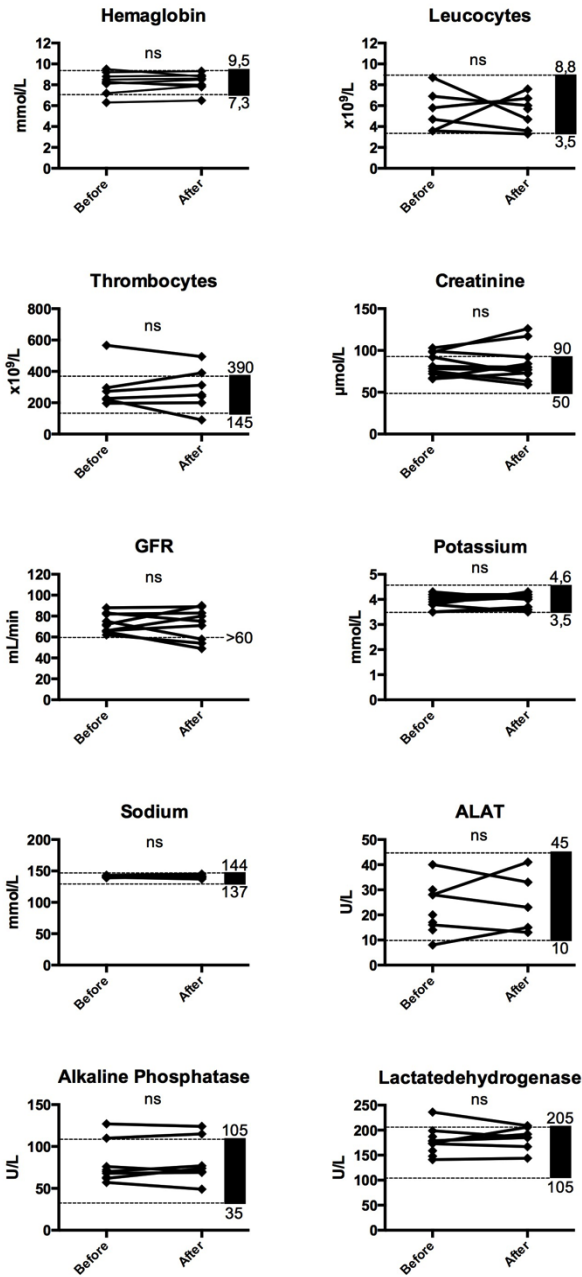 Hemaglobin
ns
9,5
7,3
12
10
8
6
4
2
0
mmol/L
Before
After
Leucocytes
ns
8,8
3,5
12
10
8
6
4
2
0
x10⁹/L
Before
After
Thrombocytes
ns
390
145
800
600
400
200
0
x10⁹/L
Before
After
Creatinine
ns
90
50
150
100
50
0
µmol/L
Before
After
GFR
ns
>60
120
100
80
60
40
20
0
mL/min
Before
After
Potassium
ns
4,6
3,5
5
4
3
2
1
0
mmol/L
Before
After
Sodium
ns
144
137
200
150
100
50
0
mmol/L
Before
After
ALAT
ns
45
10
50
40
30
20
10
0
U/L
Before
After
Alkaline Phosphatase
ns
105
35
150
100
50
0
U/L
Before
After
Lactatedehydrogenase
ns
205
105
250
200
150
100
50
0
U/L
Before
After